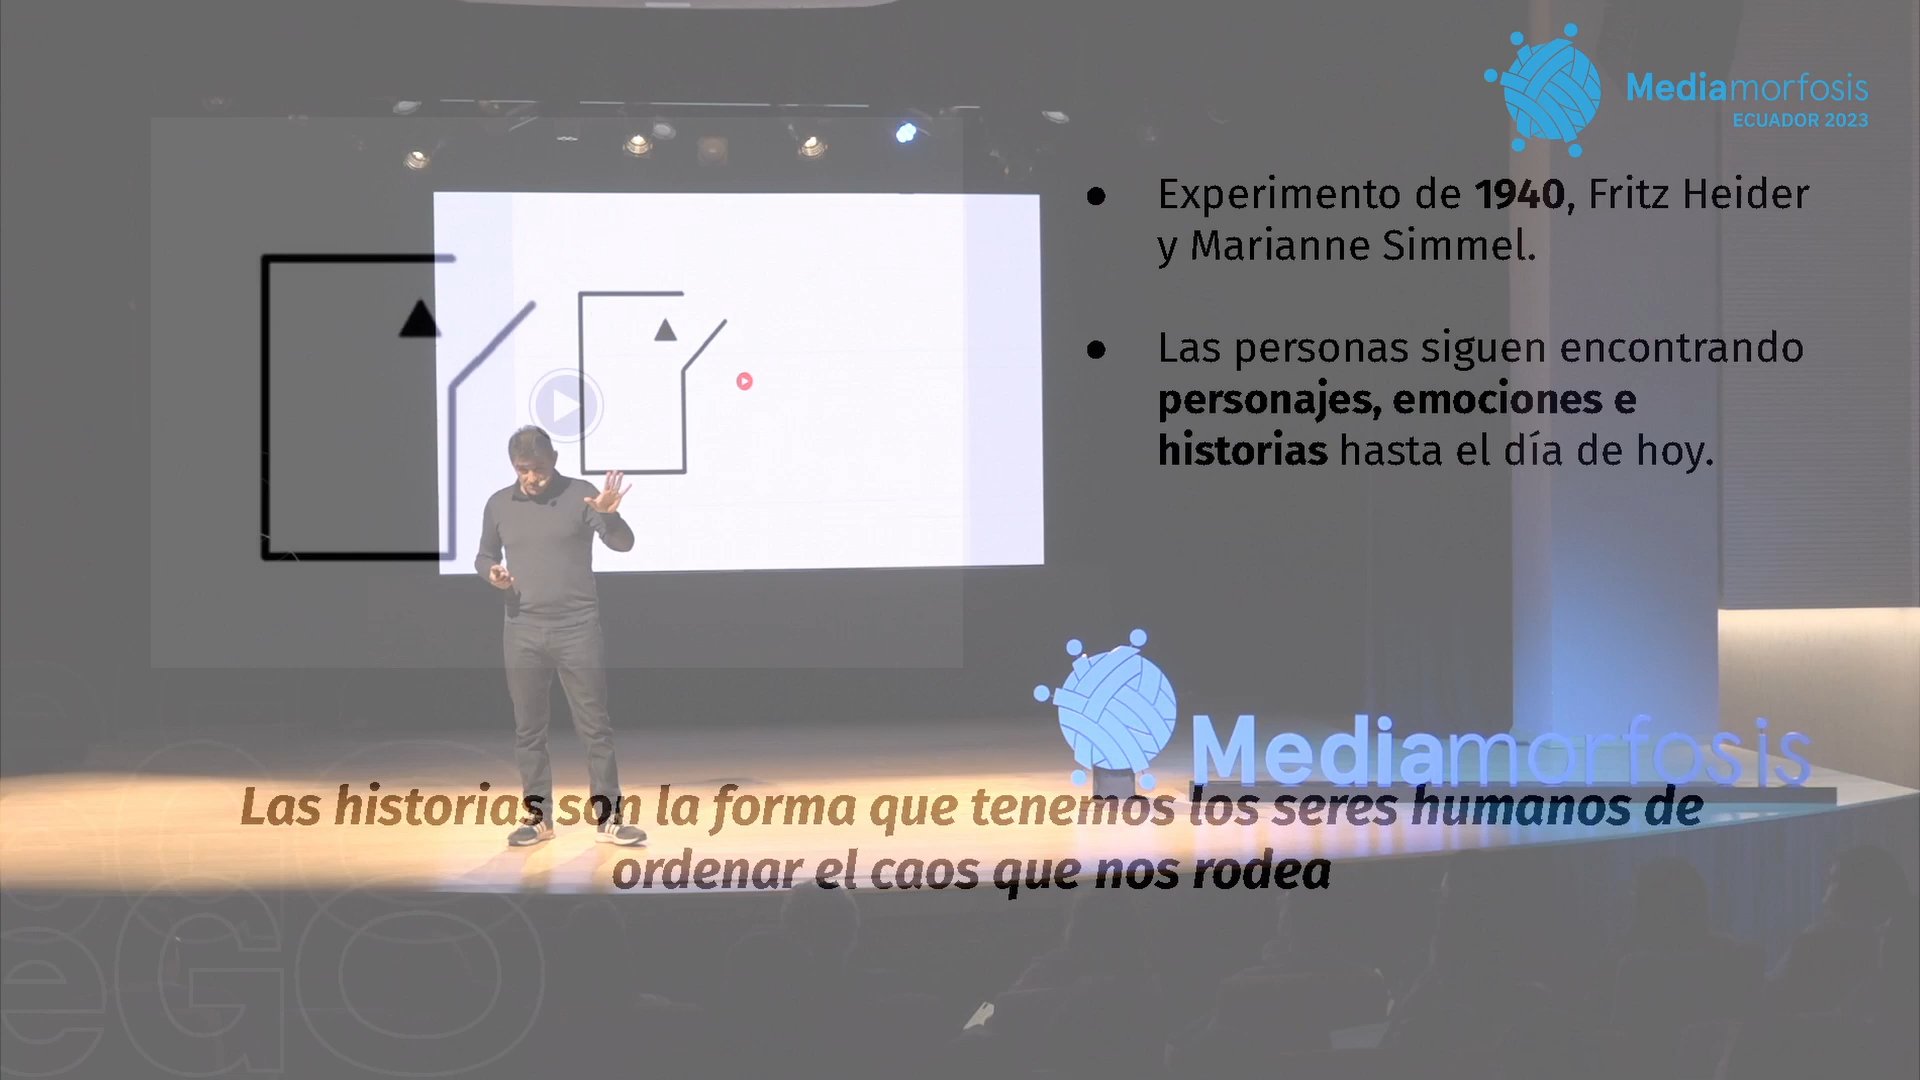 Mediamorfosis
ECUADOR 2023
● Experimento de 1940, Fritz Heider
y Marianne Simmel.
● Las personas siguen encontrando
personajes, emociones e
historias hasta el día de hoy.
Mediamorfosis
Las historias son la forma que tenemos los seres humanos de
ordenar el caos que nos rodea
eGO